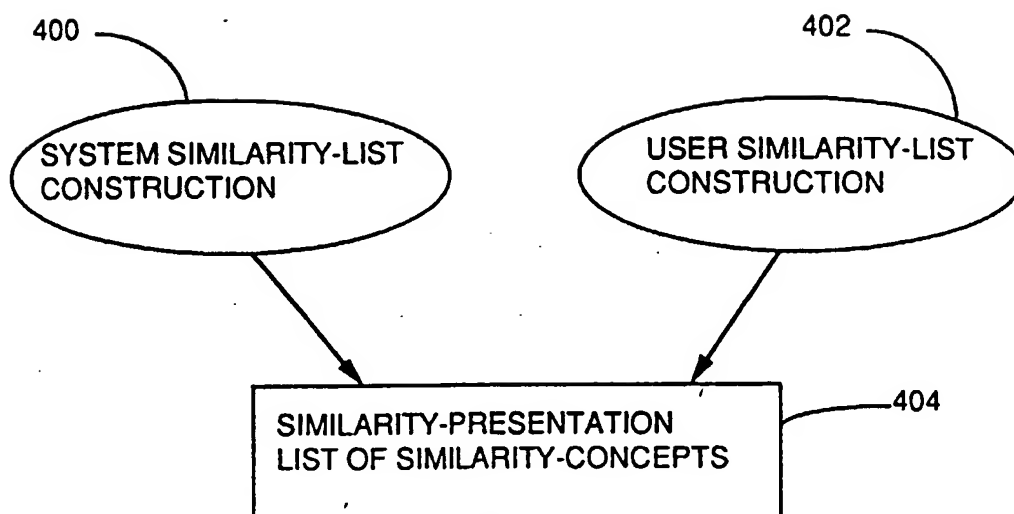 400
402
SYSTEM SIMILARITY-LIST
CONSTRUCTION
USER SIMILARITY-LIST
CONSTRUCTION
SIMILARITY-PRESENTATION
LIST OF SIMILARITY-CONCEPTS
404